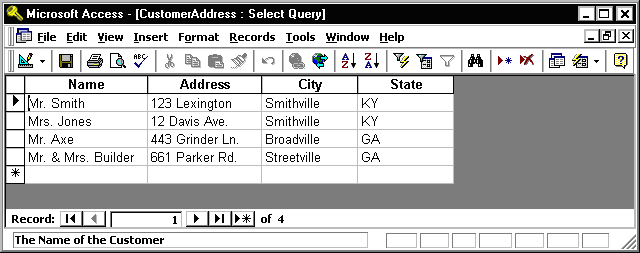 Microsoft Access - [CustomerAddress : Select Query]
File Edit View Insert Format Records Tools Window Help
Name Address City State
Mr. Smith 123 Lexington Smithville KY
Mrs. Jones 12 Davis Ave. Smithville KY
Mr. Axe 443 Grinder Ln. Broadville GA
Mr. & Mrs. Builder 661 Parker Rd. Streetville GA
Record: 1 of 4
The Name of the Customer